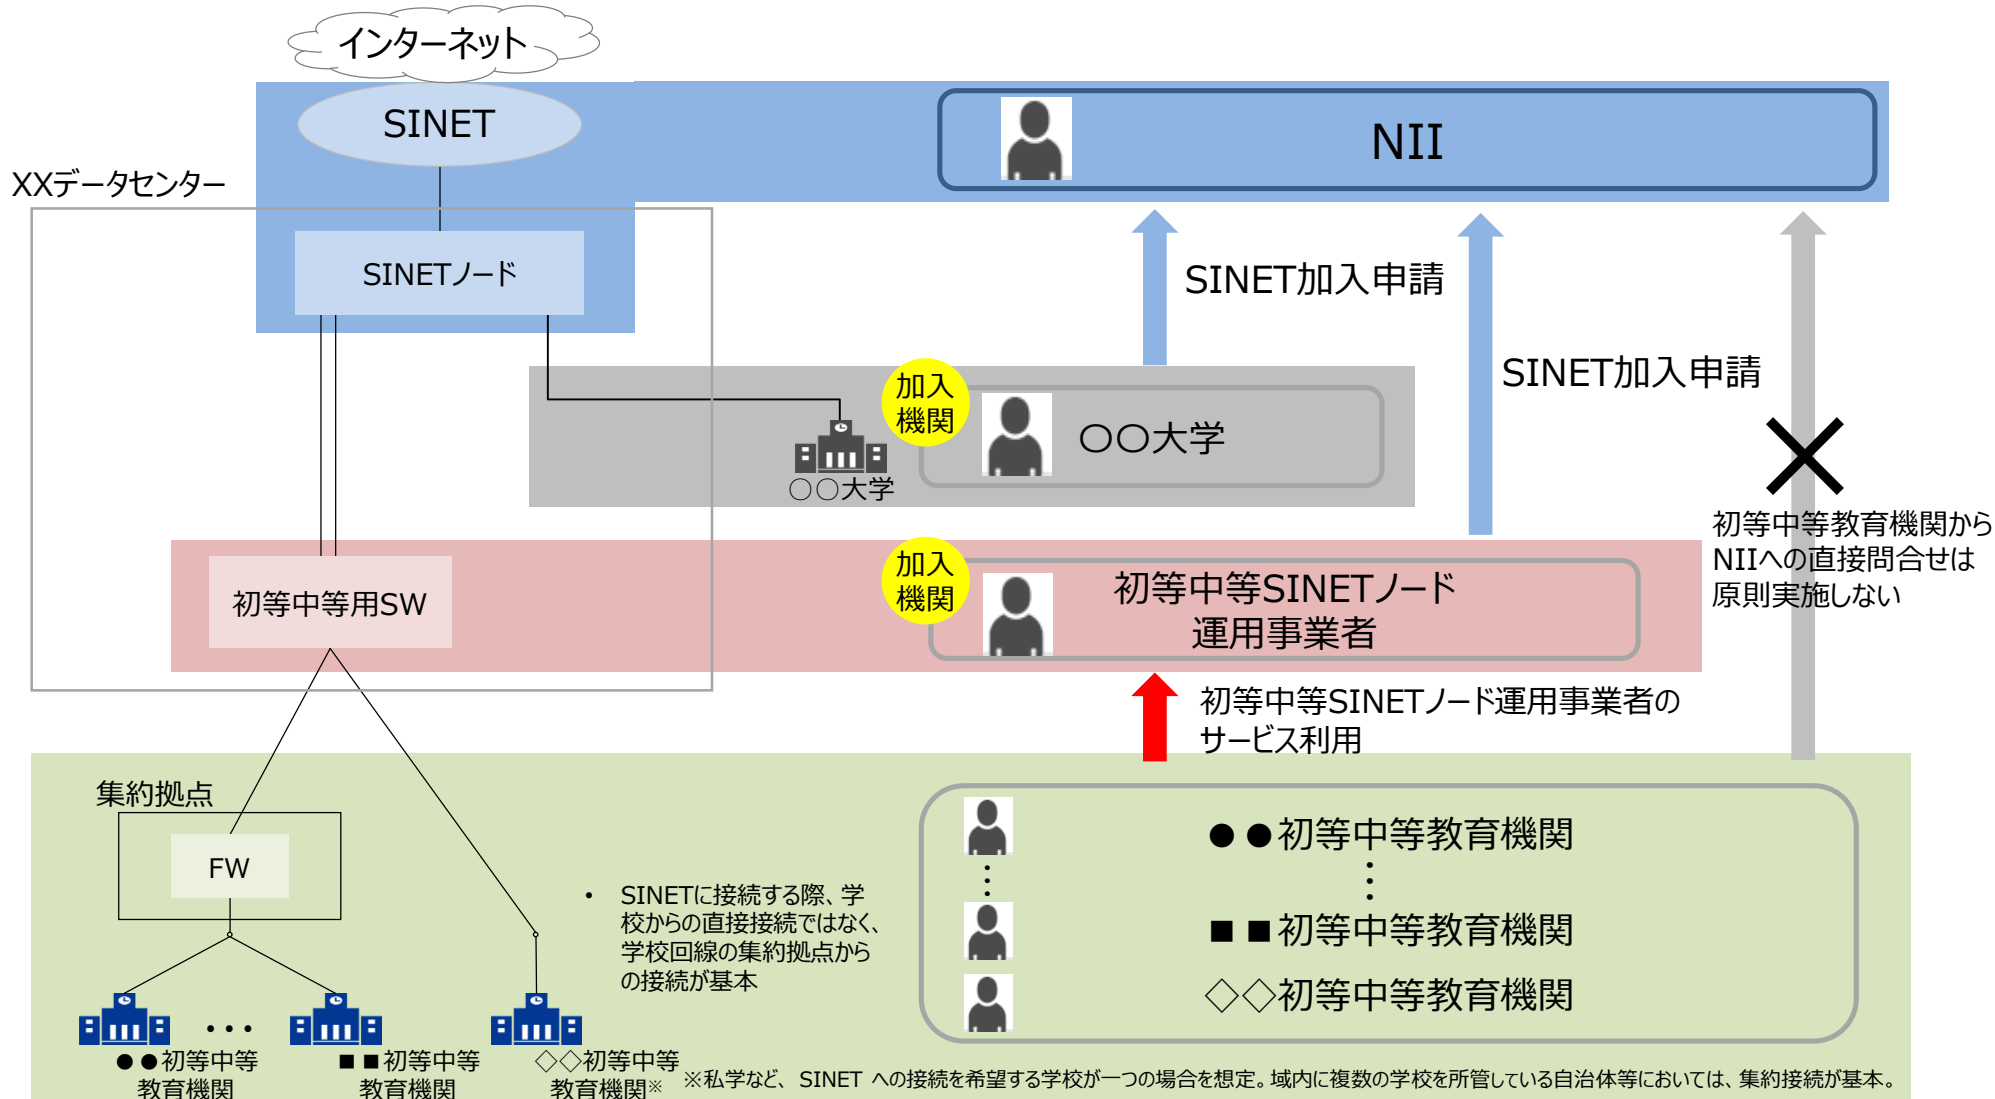 インターネット
SINET
NII
XXデータセンター
SINETノード
SINET加入申請
SINET加入申請
加入
機関
〇〇大学
○○大学
初等中等教育機関から
NIIへの直接問合せは
原則実施しない
加入
機関
初等中等SINETノード
運用事業者
初等中等用SW
初等中等SINETノード運用事業者の
サービス利用
集約拠点
FW
●●初等中等教育機関
⋮
■■初等中等教育機関
◇◇初等中等教育機関
• SINETに接続する際、学
校からの直接接続ではなく、
学校回線の集約拠点から
の接続が基本
・・・
●●初等中等
教育機関
■■初等中等
教育機関
◇◇初等中等
教育機関※
※私学など、SINET への接続を希望する学校が一つの場合を想定。域内に複数の学校を所管している自治体等においては、集約接続が基本。